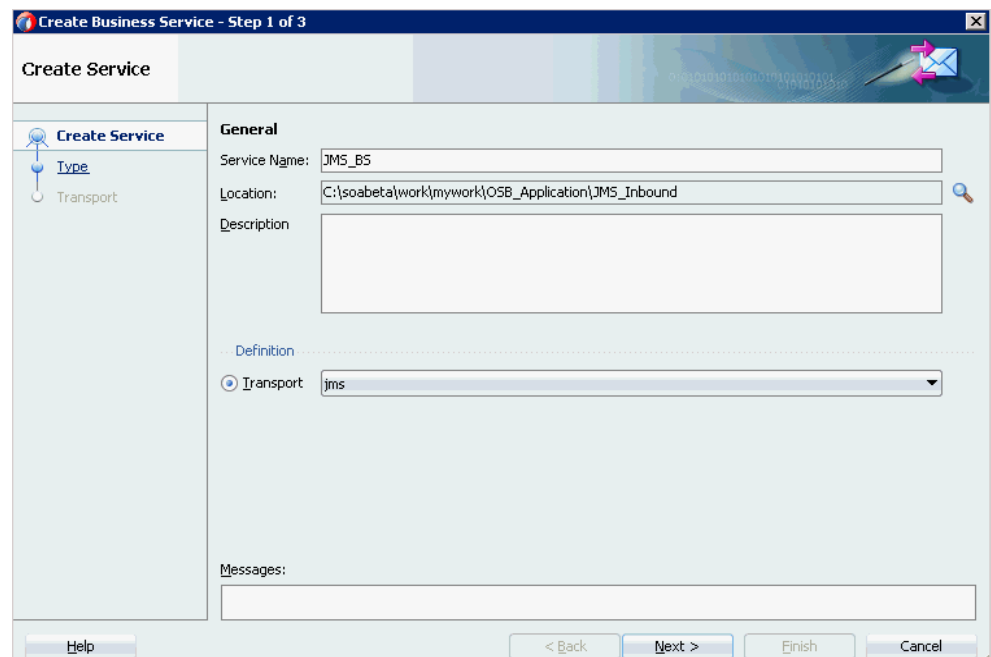 Create Business Service - Step 1 of 3
Create Service
Create Service
Type
Transport
General
Service Name: JMS_BS
Location: C:\soabeta\work\mywork\OSB_Application\JMS_Inbound
Description
Definition
Transport jms
Messages:
Help < Back Next > Finish Cancel